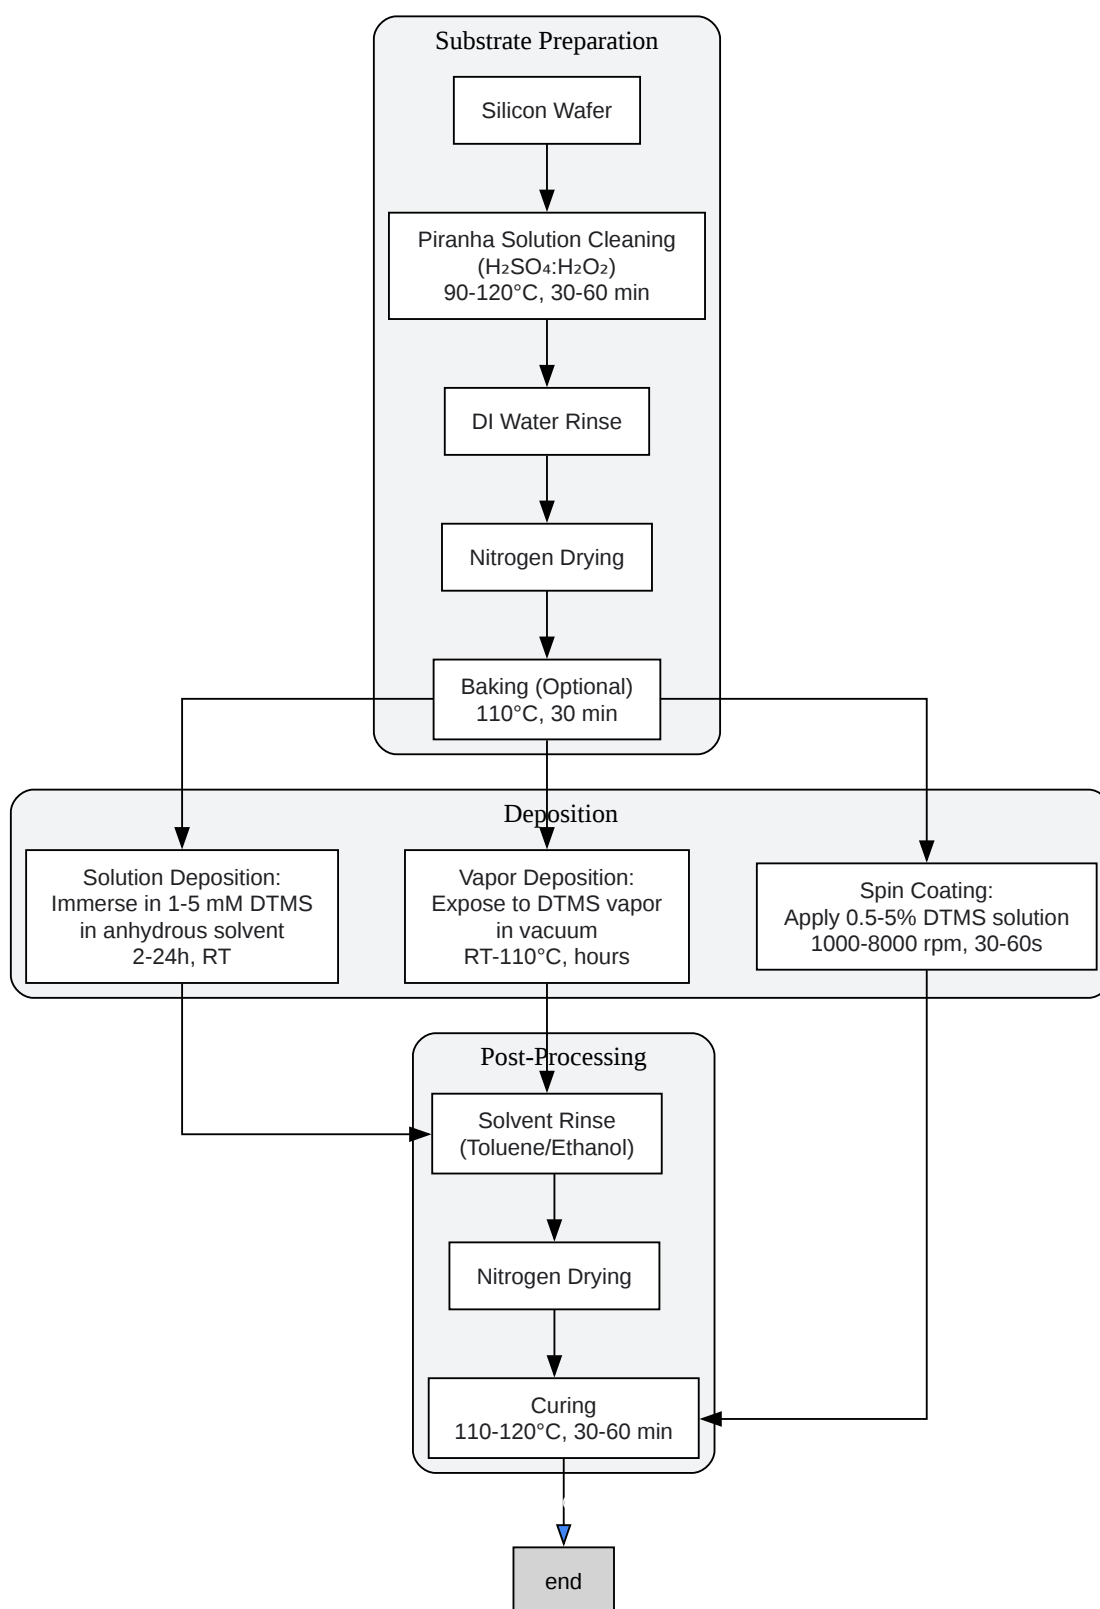 Substrate Preparation
Silicon Wafer
Piranha Solution Cleaning
(H₂SO₄:H₂O₂)
90-120°C, 30-60 min
DI Water Rinse
Nitrogen Drying
Baking (Optional)
110°C, 30 min
Deposition
Solution Deposition:
Immerse in 1-5 mM DTMS
in anhydrous solvent
2-24h, RT
Vapor Deposition:
Expose to DTMS vapor
in vacuum
RT-110°C, hours
Spin Coating:
Apply 0.5-5% DTMS solution
1000-8000 rpm, 30-60s
Post-Processing
Solvent Rinse
(Toluene/Ethanol)
Nitrogen Drying
Curing
110-120°C, 30-60 min
end